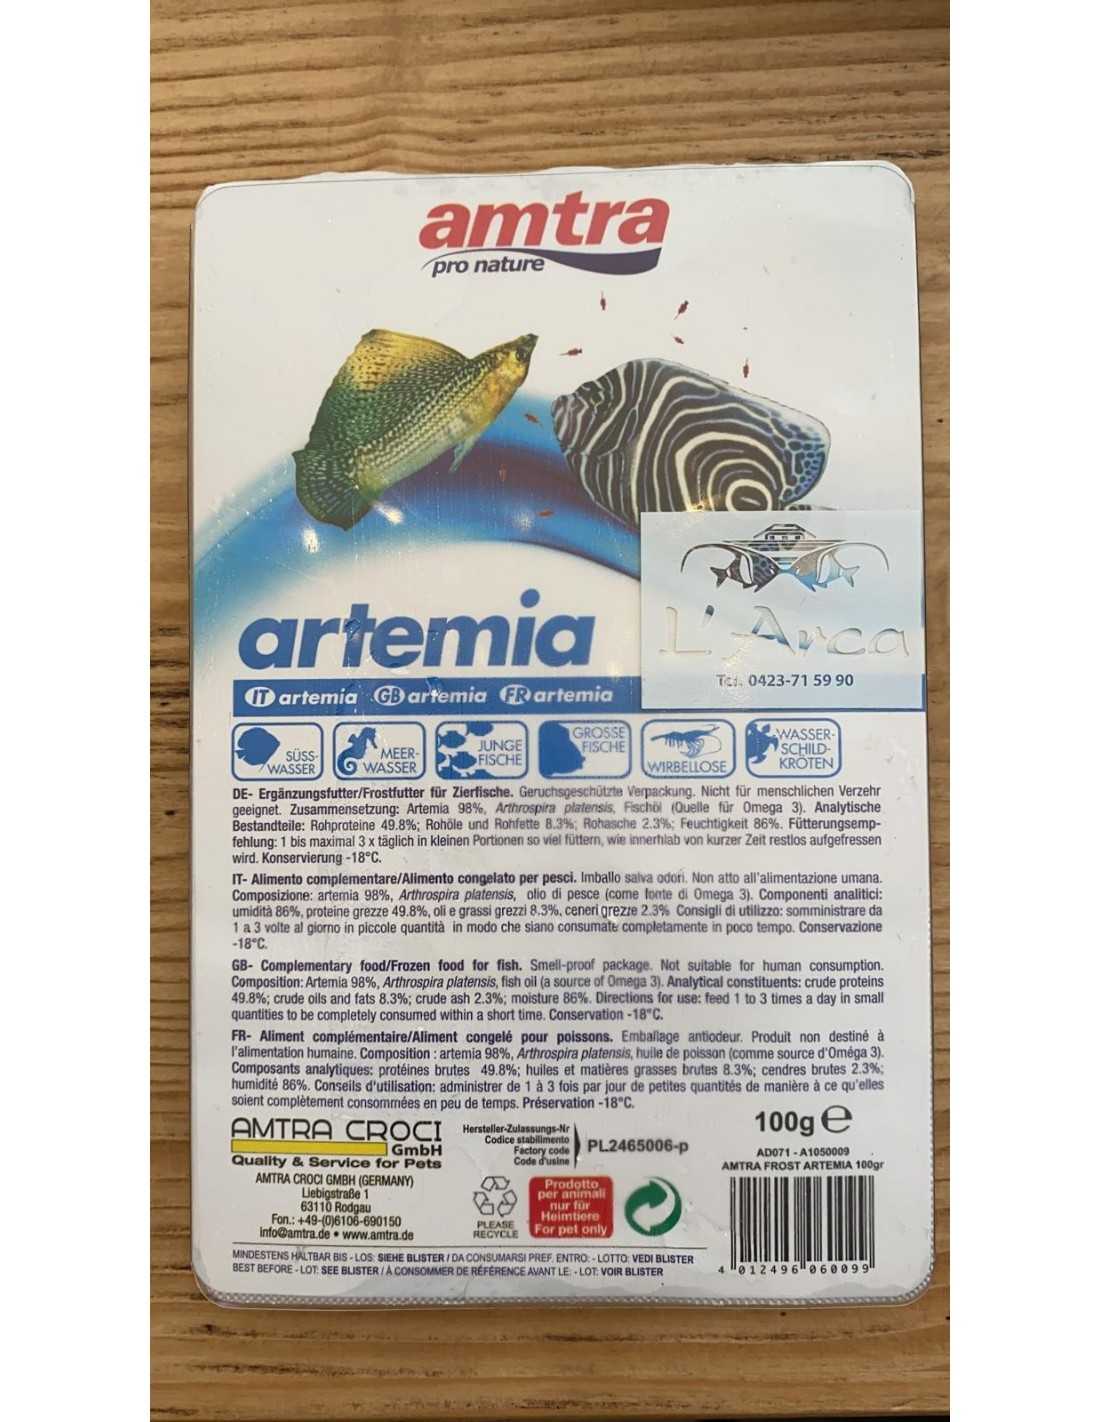 amtra
pro nature
L'Arca
Tel. 0423-71 59 90
artemia
IT artemia GB artemia FR artemia
SÜSS-
WASSER
MEER-
WASSER
JUNGE
FISCHE
GROSSE
FISCHE
WIRBELLOSE
WASSER-
SCHILD-
KRÖTEN
DE- Ergänzungsfutter/Frostfutter für Zierfische. Geruchsgeschützte Verpackung. Nicht für menschlichen Verzehr
geeignet. Zusammensetzung: Artemia 98%, Arthrospira platensis, Fischöl (Quelle für Omega 3). Analytische
Bestandteile: Rohproteine 49.8%; Rohöle und Rohfette 8.3%; Rohasche 2.3%; Feuchtigkeit 86%. Fütterungsemp-
fehlung: 1 bis maximal 3 x täglich in kleinen Portionen so viel füttern, wie innerhlab von kurzer Zeit restlos aufgefressen
wird. Konservierung -18°C.
IT- Alimento complementare/Alimento congelato per pesci. Imballo salva odori. Non atto all'alimentazione umana.
Composizione: artemia 98%, Arthrospira platensis, olio di pesce (come fonte di Omega 3). Componenti analitici:
umidità 86%, proteine grezze 49.8%, oli e grassi grezzi 8.3%, ceneri grezze 2.3% Consigli di utilizzo: somministrare da
1 a 3 volte al giorno in piccole quantità in modo che siano consumate completamente in poco tempo. Conservazione
-18°C.
GB- Complementary food/Frozen food for fish. Smell-proof package. Not suitable for human consumption.
Composition: Artemia 98%, Arthrospira platensis, fish oil (a source of Omega 3). Analytical constituents: crude proteins
49.8%; crude oils and fats 8.3%; crude ash 2.3%; moisture 86%. Directions for use: feed 1 to 3 times a day in small
quantities to be completely consumed within a short time. Conservation -18°C.
FR- Aliment complémentaire/Aliment congelé pour poissons. Emballage antiodeur. Produit non destiné à
l'alimentation humaine. Composition : artemia 98%, Arthrospira platensis, huile de poisson (comme source d'Oméga 3).
Composants analytiques: protéines brutes 49.8%; huiles et matières grasses brutes 8.3%; cendres brutes 2.3%;
humidité 86%. Conseils d'utilisation: administrer de 1 à 3 fois par jour de petites quantités de manière à ce qu'elles
soient complètement consommées en peu de temps. Préservation -18°C.
AMTRA CROCI
GmbH
Quality & Service for Pets
AMTRA CROCI GMBH (GERMANY)
Liebigstraße 1
63110 Rodgau
Fon.: +49-(0)6106-690150
info@amtra.de • www.amtra.de
Hersteller-Zulassungs-Nr
Codice stabilimento
Factory code
Code d'usine
PL2465006-p
PLEASE
RECYCLE
Prodotto
per animali
nur für
Heimtiere
For pet only
100g e
AD071 - A1050009
AMTRA FROST ARTEMIA 100gr
4 012496 060099
MINDESTENS HALTBAR BIS - LOS: SIEHE BLISTER / DA CONSUMARSI PREF. ENTRO: - LOTTO: VEDI BLISTER
BEST BEFORE - LOT: SEE BLISTER / À CONSOMMER DE RÉFÉRENCE AVANT LE: - LOT: VOIR BLISTER